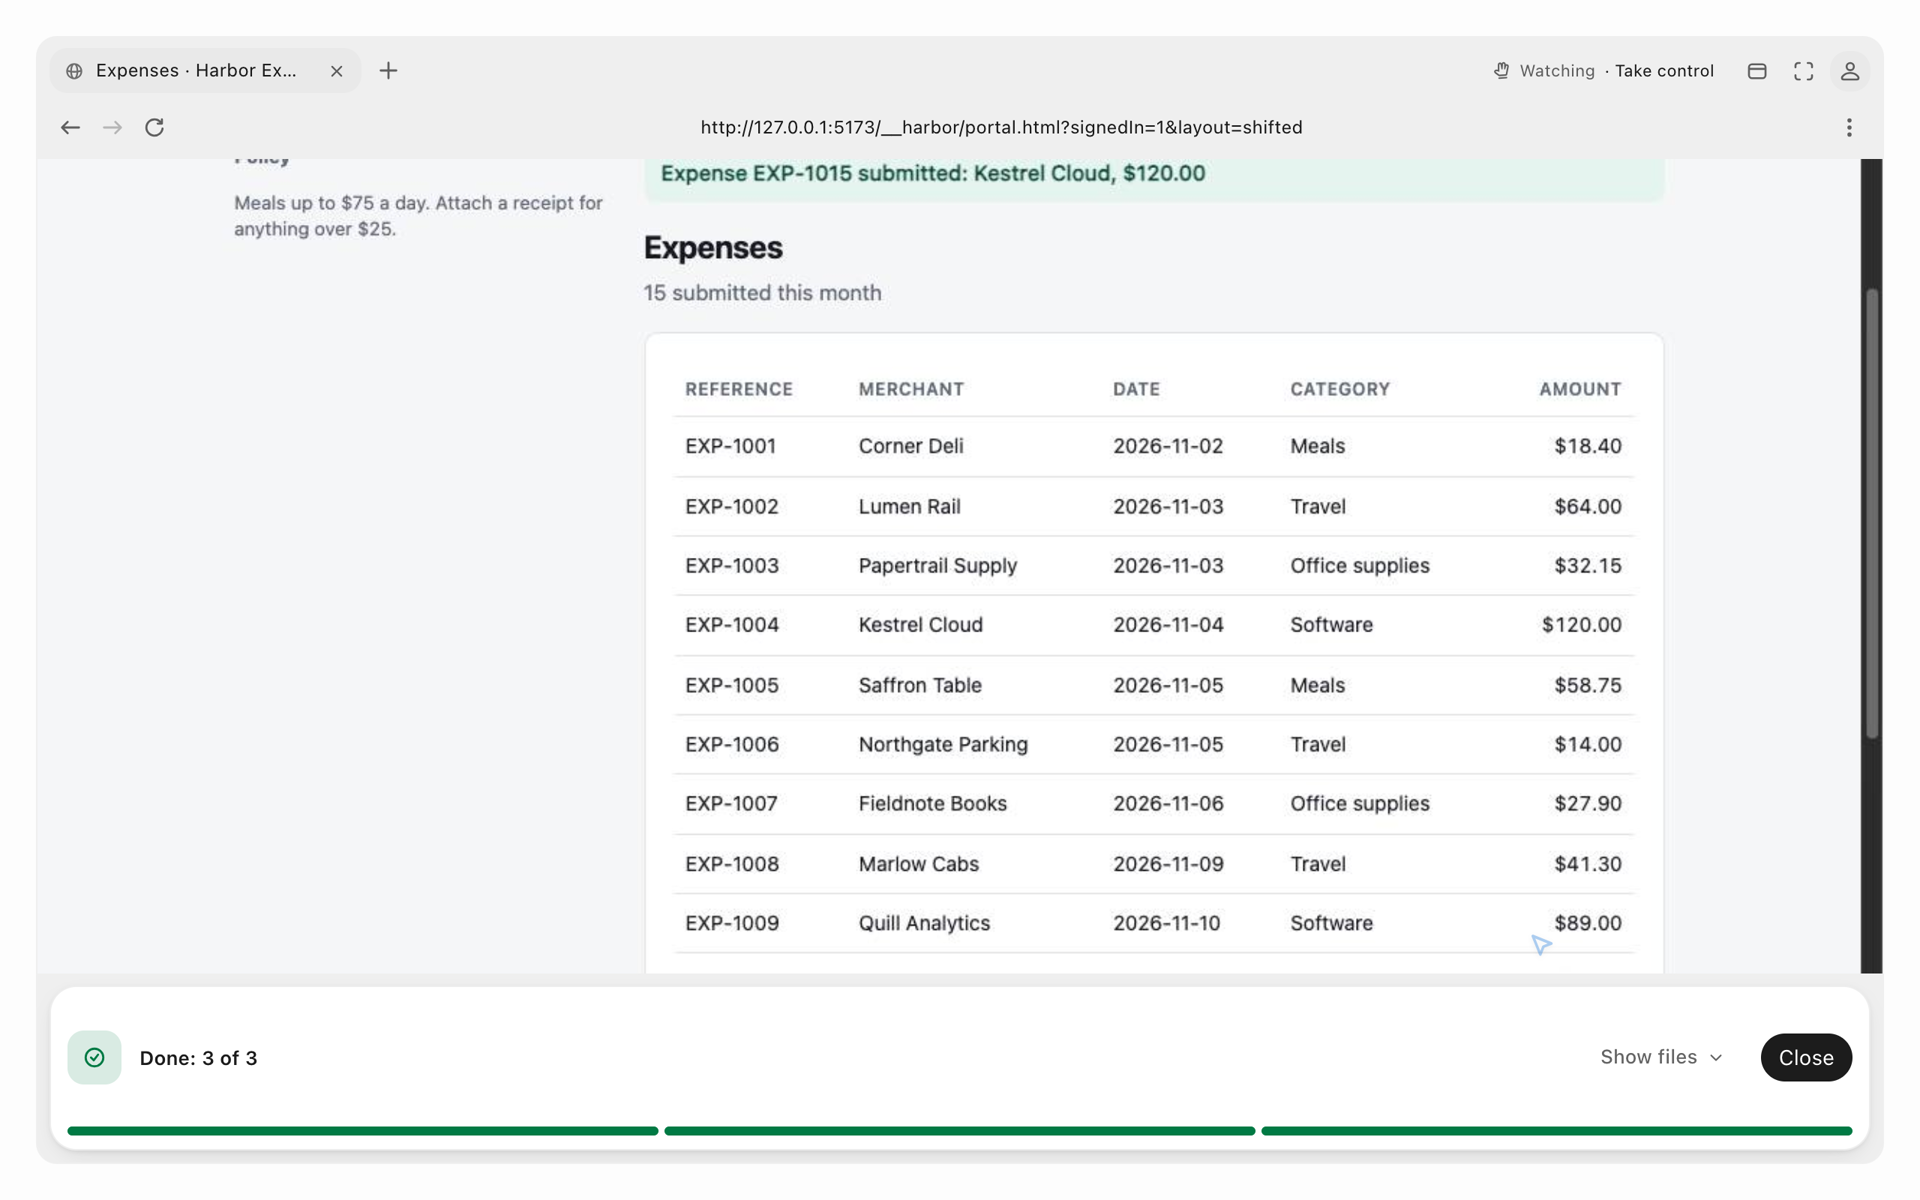 Expenses · Harbor Ex...
Watching · Take control
http://127.0.0.1:5173/__harbor/portal.html?signedIn=1&layout=shifted
Policy
Meals up to $75 a day. Attach a receipt for
anything over $25.
Expense EXP-1015 submitted: Kestrel Cloud, $120.00
Expenses
15 submitted this month
REFERENCE MERCHANT DATE CATEGORY AMOUNT
EXP-1001 Corner Deli 2026-11-02 Meals $18.40
EXP-1002 Lumen Rail 2026-11-03 Travel $64.00
EXP-1003 Papertrail Supply 2026-11-03 Office supplies $32.15
EXP-1004 Kestrel Cloud 2026-11-04 Software $120.00
EXP-1005 Saffron Table 2026-11-05 Meals $58.75
EXP-1006 Northgate Parking 2026-11-05 Travel $14.00
EXP-1007 Fieldnote Books 2026-11-06 Office supplies $27.90
EXP-1008 Marlow Cabs 2026-11-09 Travel $41.30
EXP-1009 Quill Analytics 2026-11-10 Software $89.00
Done: 3 of 3
Show files
Close